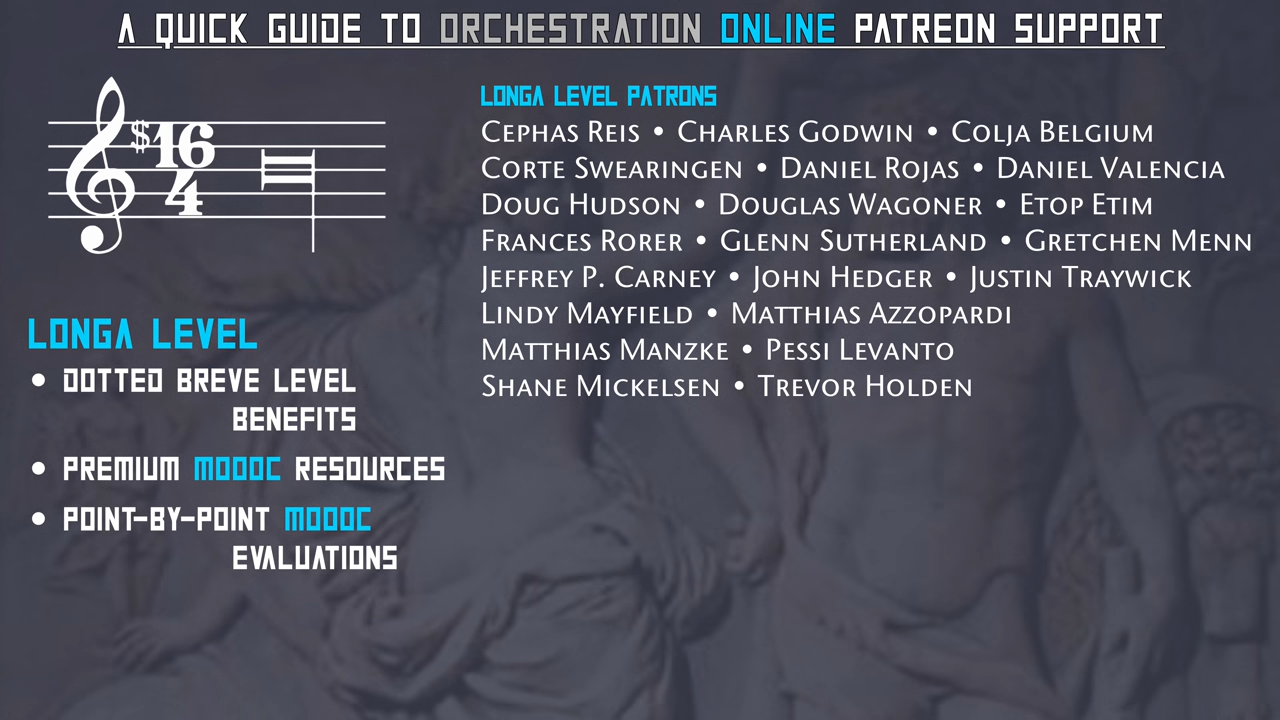 A QUICK GUIDE TO ORCHESTRATION ONLINE PATREON SUPPORT
$16
4
LONGA LEVEL
• DOTTED BREVE LEVEL
BENEFITS
• PREMIUM MOOOC RESOURCES
• POINT-BY-POINT MOOOC
EVALUATIONS
LONGA LEVEL PATRONS
CEPHAS REIS • CHARLES GODWIN • COLJA BELGIUM
CORTE SWEARINGEN • DANIEL ROJAS • DANIEL VALENCIA
DOUG HUDSON • DOUGLAS WAGONER • ETOP ETIM
FRANCES RORER • GLENN SUTHERLAND • GRETCHEN MENN
JEFFREY P. CARNEY • JOHN HEDGER • JUSTIN TRAYWICK
LINDY MAYFIELD • MATTHIAS AZZOPARDI
MATTHIAS MANZKE • PESSI LEVANTO
SHANE MICKELSEN • TREVOR HOLDEN